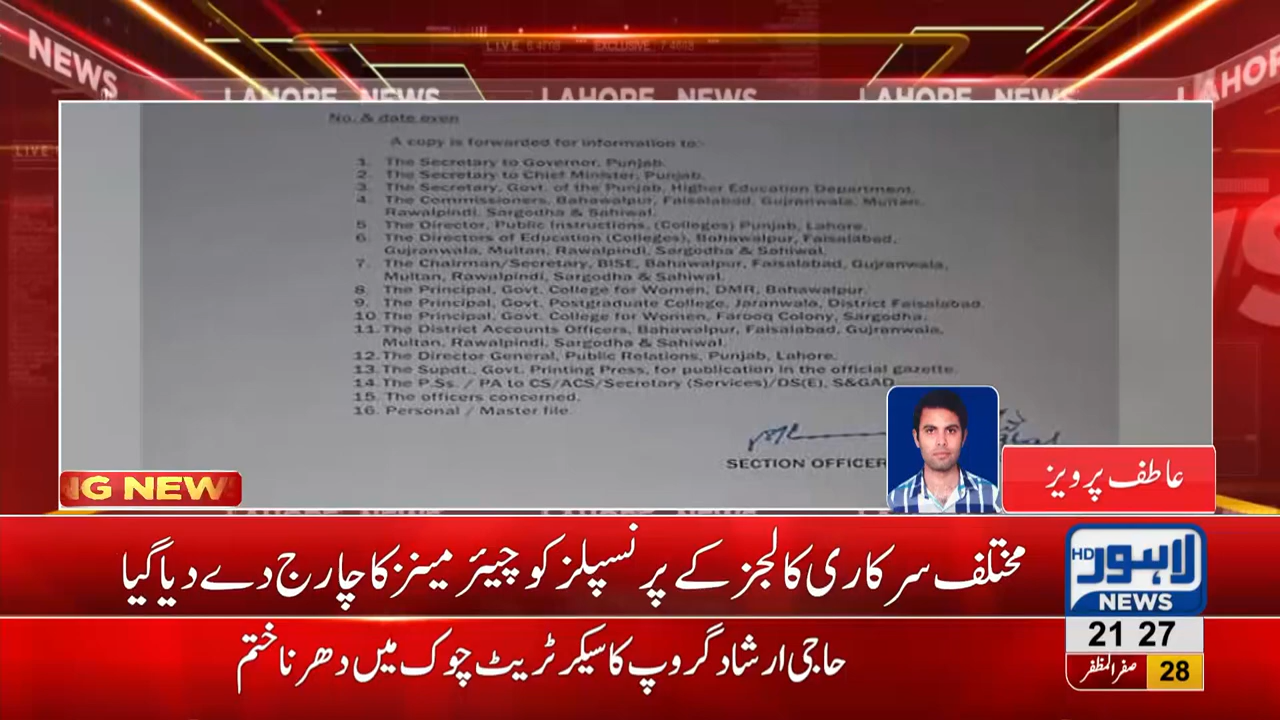 LIVE
EXCLUSIVE
NEWS
LAHORE NEWS
LAHORE NEWS
LAHORE NEWS
LAHOR
No. & date even
A copy is forwarded for information to:-
1. The Secretary to Governor, Punjab.
2. The Secretary to Chief Minister, Punjab.
3. The Secretary, Govt. of the Punjab, Higher Education Department.
4. The Commissioners, Bahawalpur, Faisalabad, Gujranwala, Multan,
Rawalpindi, Sargodha & Sahiwal.
5. The Director, Public Instructions, (Colleges) Punjab, Lahore.
6. The Directors of Education (Colleges), Bahawalpur, Faisalabad,
Gujranwala, Multan, Rawalpindi, Sargodha & Sahiwal.
7. The Chairman/Secretary, BISE, Bahawalpur, Faisalabad, Gujranwala,
Multan, Rawalpindi, Sargodha & Sahiwal.
8. The Principal, Govt. College for Women, DMR, Bahawalpur.
9. The Principal, Govt. Postgraduate College, Jaranwala, District Faisalabad.
10. The Principal, Govt. College for Women, Farooq Colony, Sargodha.
11. The District Accounts Officers, Bahawalpur, Faisalabad, Gujranwala,
Multan, Rawalpindi, Sargodha & Sahiwal.
12. The Director General, Public Relations, Punjab, Lahore.
13. The Supdt., Govt. Printing Press, for publication in the official gazette.
14. The P.Ss. / PA to CS/ACS/Secretary (Services)/DS(E), S&GAD.
15. The officers concerned.
16. Personal / Master file.
SECTION OFFICER
عاطف پرویز
NG NEW
مختلف سرکاری کالجز کے پرنسپلز کو چیئرمینز کا چارج دے دیا گیا
حاجی ارشاد گروپ کا سیکرٹریٹ چوک میں دھرنا ختم
HD لاہور
NEWS
21 27
صفر المظفر 28